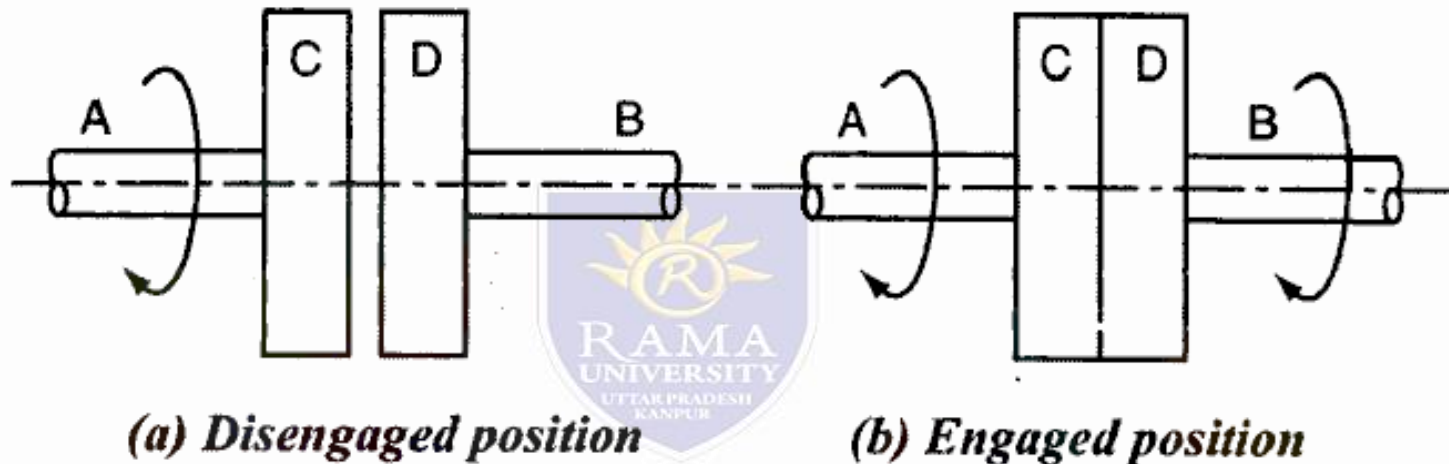 C D
A B
C D
A B
R
RAMA
UNIVERSITY
UTTAR PRADESH
KANPUR
(a) Disengaged position
(b) Engaged position